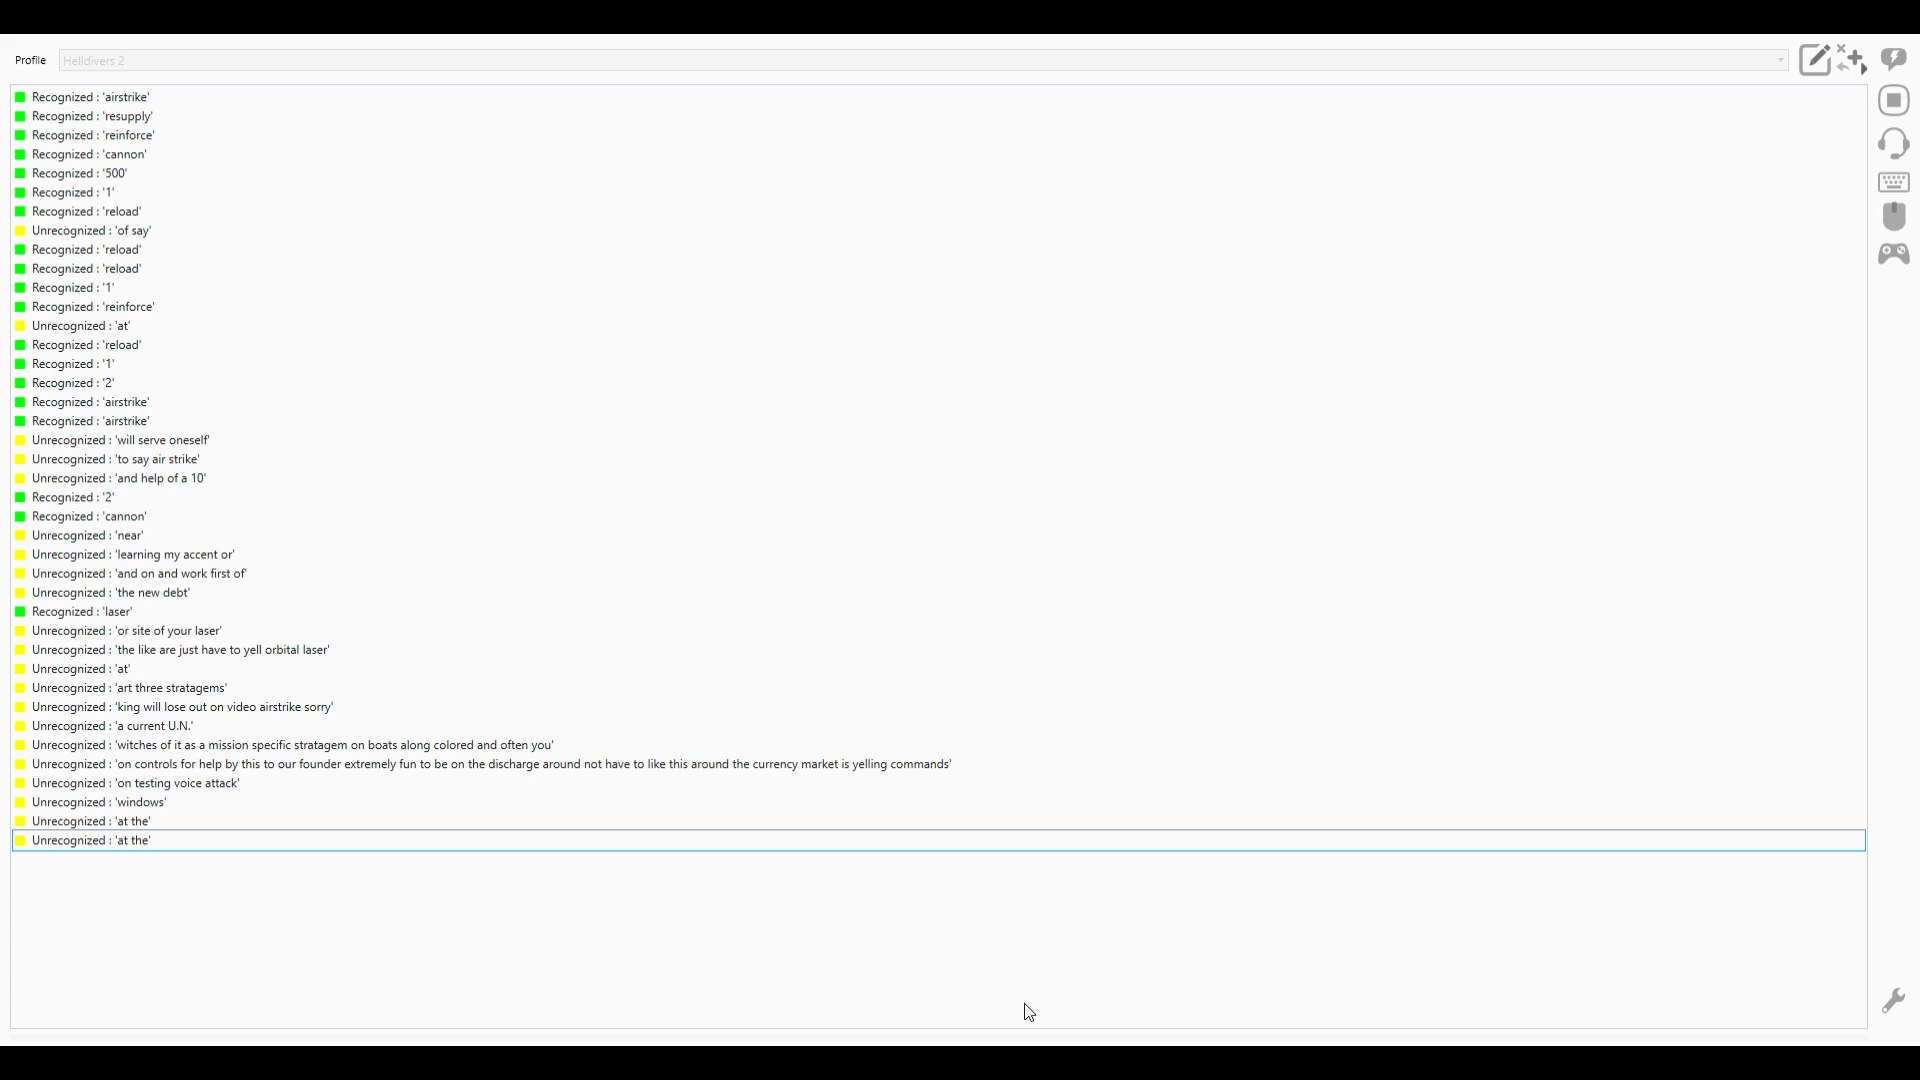 Profile
Helldivers 2
Recognized : 'airstrike'
Recognized : 'resupply'
Recognized : 'reinforce'
Recognized : 'cannon'
Recognized : '500'
Recognized : '1'
Recognized : 'reload'
Unrecognized : 'of say'
Recognized : 'reload'
Recognized : 'reload'
Recognized : '1'
Recognized : 'reinforce'
Unrecognized : 'at'
Recognized : 'reload'
Recognized : '1'
Recognized : '2'
Recognized : 'airstrike'
Recognized : 'airstrike'
Unrecognized : 'will serve oneself'
Unrecognized : 'to say air strike'
Unrecognized : 'and help of a 10'
Recognized : '2'
Recognized : 'cannon'
Unrecognized : 'near'
Unrecognized : 'learning my accent or'
Unrecognized : 'and on and work first of'
Unrecognized : 'the new debt'
Recognized : 'laser'
Unrecognized : 'or site of your laser'
Unrecognized : 'the like are just have to yell orbital laser'
Unrecognized : 'at'
Unrecognized : 'art three stratagems'
Unrecognized : 'king will lose out on video airstrike sorry'
Unrecognized : 'a current U.N.'
Unrecognized : 'witches of it as a mission specific stratagem on boats along colored and often you'
Unrecognized : 'on controls for help by this to our founder extremely fun to be on the discharge around not have to like this around the currency market is yelling commands'
Unrecognized : 'on testing voice attack'
Unrecognized : 'windows'
Unrecognized : 'at the'
Unrecognized : 'at the'